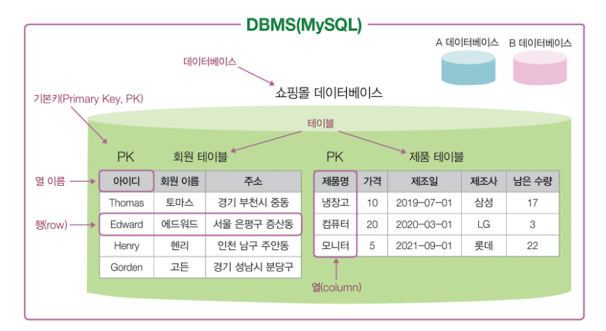 DBMS(MySQL)
A 데이터베이스 B 데이터베이스
데이터베이스
쇼핑몰 데이터베이스
기본키(Primary Key, PK)
테이블
PK 회원 테이블 PK 제품 테이블
열 이름 아이디 회원 이름 주소 제품명 가격 제조일 제조사 남은 수량
Thomas 토마스 경기 부천시 중동 냉장고 10 2019-07-01 삼성 17
행(row) Edward 에드워드 서울 은평구 증산동 컴퓨터 20 2020-03-01 LG 3
Henry 헨리 인천 남구 주안동 모니터 5 2021-09-01 롯데 22
Gorden 고든 경기 성남시 분당구
열(column)